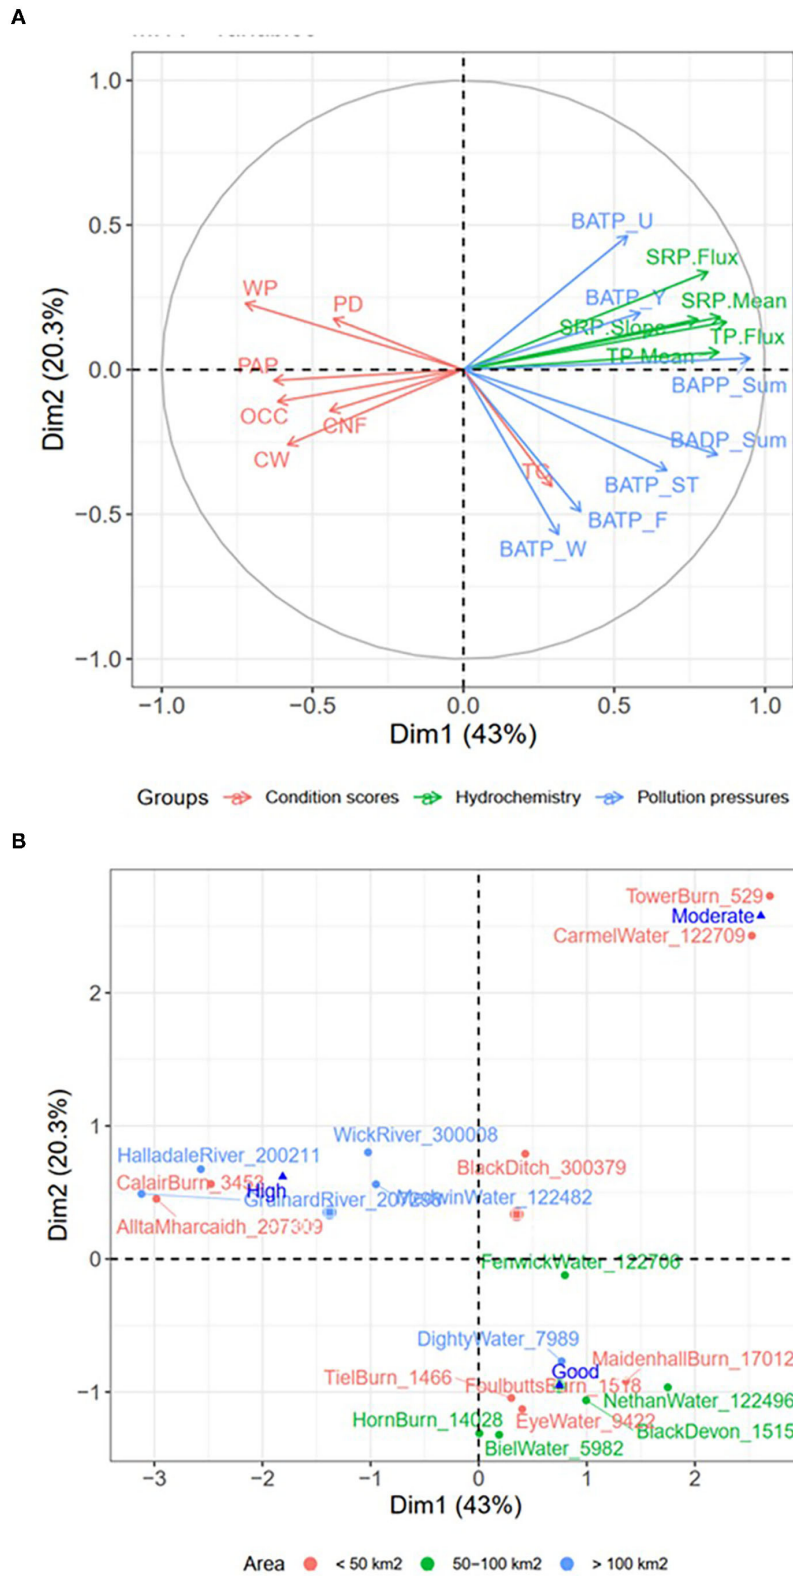 A
1.0
BATP_U
0.5
SRP.Flux
WP
BATP_Y
SRP.Mean
PD
SRP.Slope
TP.Flux
TP.Mean
PAP
0.0
BAPP_Sum
OCC
CNF
BADP_Sum
CW
TC
BATP_ST
−0.5
BATP_F
BATP_W
−1.0
−1.0 −0.5 0.0 0.5 1.0
Dim1 (43%)
Dim2 (20.3%)
Groups Condition scores Hydrochemistry Pollution pressures
B
TowerBurn_529
Moderate
CarmelWater_122709
2
1
WickRiver_300008
HalladaleRiver_200211
BlackDitch_300379
CalairBurn_3453
High
MedwinWater_122482
AlltaMharcaidh_207309
0
FenwickWater_122706
DightyWater_7989
MaidenhallBurn_17012
Good
TielBurn_1466
FoulbuttsBurn_1518
−1
NethanWater_122496
HornBurn_14028
EyeWater_9422
BlackDevon_1515
BielWater_5982
−3 −2 −1 0 1 2
Dim1 (43%)
Dim2 (20.3%)
Area < 50 km2 50−100 km2 > 100 km2